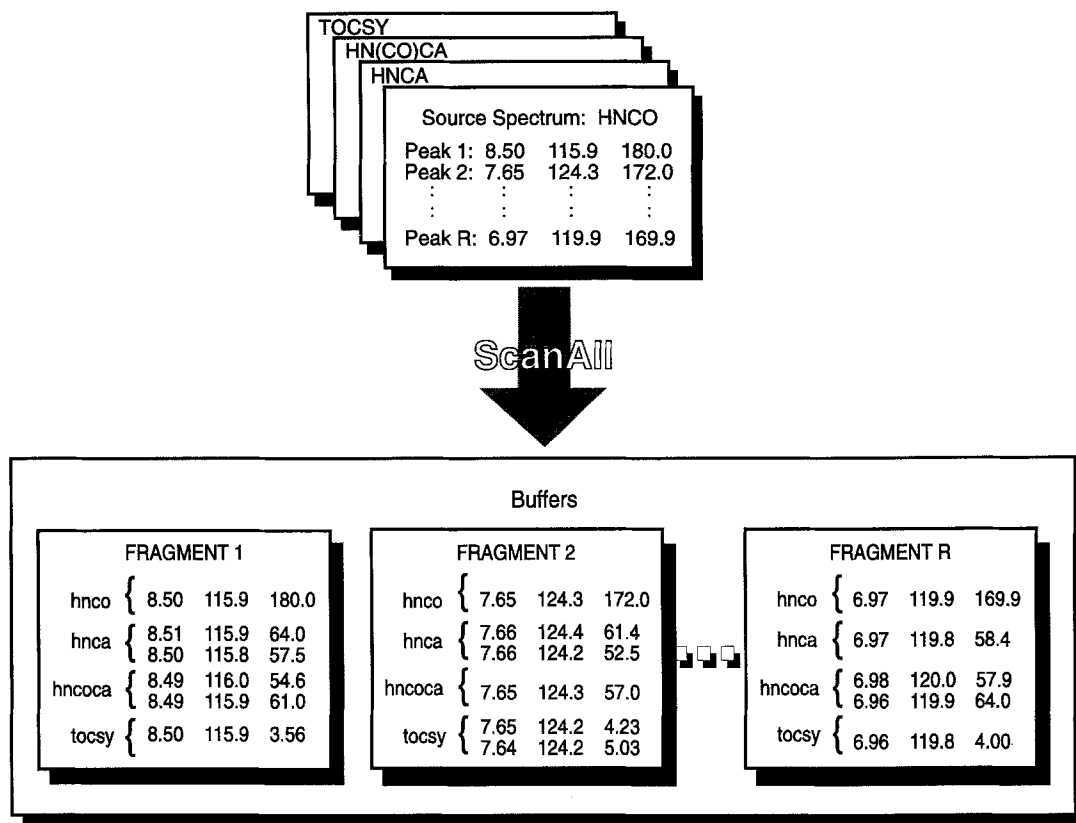 TOCSY
HN(CO)CA
HNCA
Source Spectrum: HNCO
Peak 1: 8.50 115.9 180.0
Peak 2: 7.65 124.3 172.0
Peak R: 6.97 119.9 169.9
ScanAll
Buffers
FRAGMENT 1
hnco { 8.50 115.9 180.0
hnca { 8.51 115.9 64.0
8.50 115.8 57.5
hncoca { 8.49 116.0 54.6
8.49 115.9 61.0
tocsy { 8.50 115.9 3.56
FRAGMENT 2
hnco { 7.65 124.3 172.0
hnca { 7.66 124.4 61.4
7.66 124.2 52.5
hncoca { 7.65 124.3 57.0
tocsy { 7.65 124.2 4.23
7.64 124.2 5.03
FRAGMENT R
hnco { 6.97 119.9 169.9
hnca { 6.97 119.8 58.4
hncoca { 6.98 120.0 57.9
6.96 119.9 64.0
tocsy { 6.96 119.8 4.00